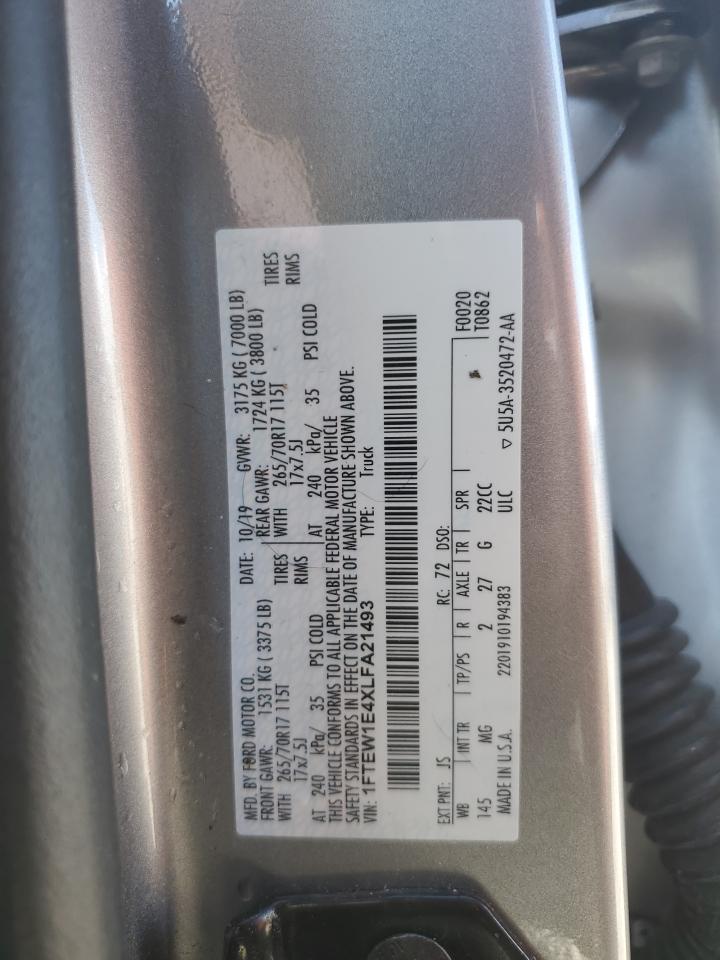 MFD. BY FORD MOTOR CO. DATE: 10/19 GVWR: 3175 KG ( 7000 LB)
FRONT GAWR: 1531 KG ( 3375 LB) REAR GAWR: 1724 KG ( 3800 LB)
WITH 265/70R17 115T TIRES WITH 265/70R17 115T TIRES
17x7.5J RIMS 17x7.5J RIMS
AT 240 kPa/ 35 PSI COLD AT 240 kPa/ 35 PSI COLD
THIS VEHICLE CONFORMS TO ALL APPLICABLE FEDERAL MOTOR VEHICLE
SAFETY STANDARDS IN EFFECT ON THE DATE OF MANUFACTURE SHOWN ABOVE.
VIN: 1FTEW1E4XLFA21493 TYPE: Truck
EXT PNT: JS RC: 72 DSO:
WB INT TR TP/PS R AXLE TR SPR F0020
145 MG 2 27 G 22CC T0862
MADE IN U.S.A. 2201910194383 ULC ▽ 5U5A-3520472-AA